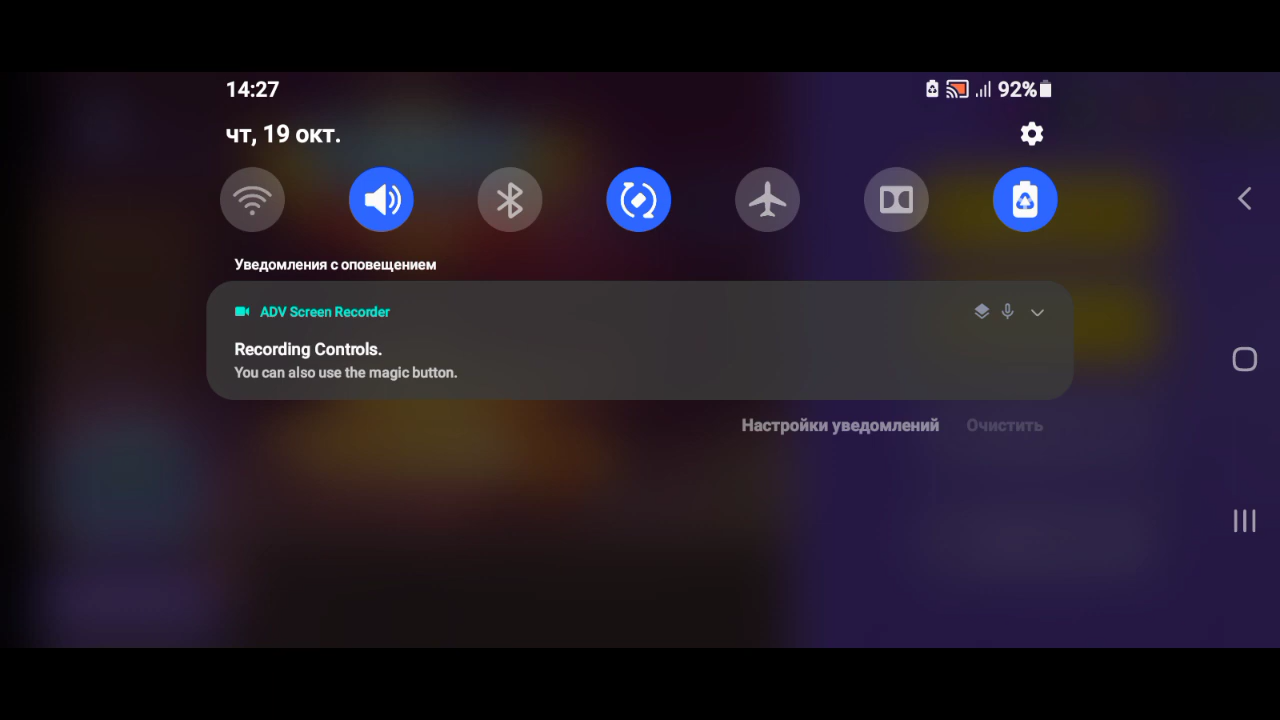 14:27
92%
чт, 19 окт.
Уведомления с оповещением
ADV Screen Recorder
Recording Controls.
You can also use the magic button.
Настройки уведомлений Очистить